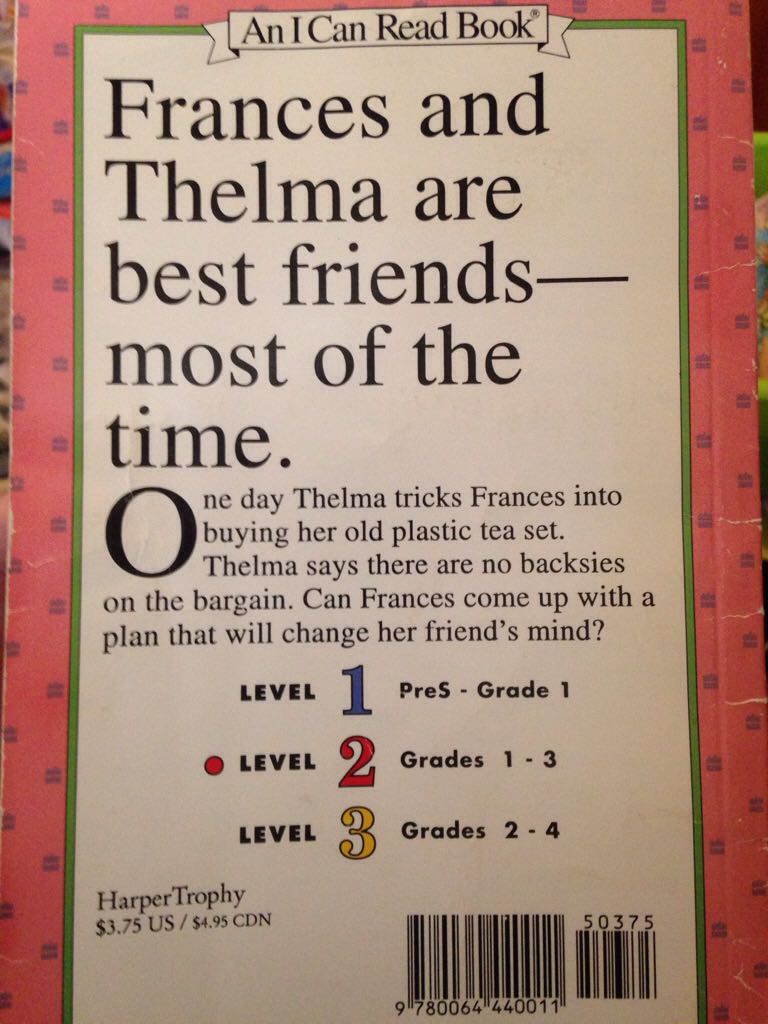 An I Can Read Book®
Frances and
Thelma are
best friends—
most of the
time.
One day Thelma tricks Frances into
buying her old plastic tea set.
Thelma says there are no backsies
on the bargain. Can Frances come up with a
plan that will change her friend's mind?
LEVEL 1 PreS - Grade 1
LEVEL 2 Grades 1 - 3
LEVEL 3 Grades 2 - 4
HarperTrophy
$3.75 US / $4.95 CDN
50375
9 780064 440011